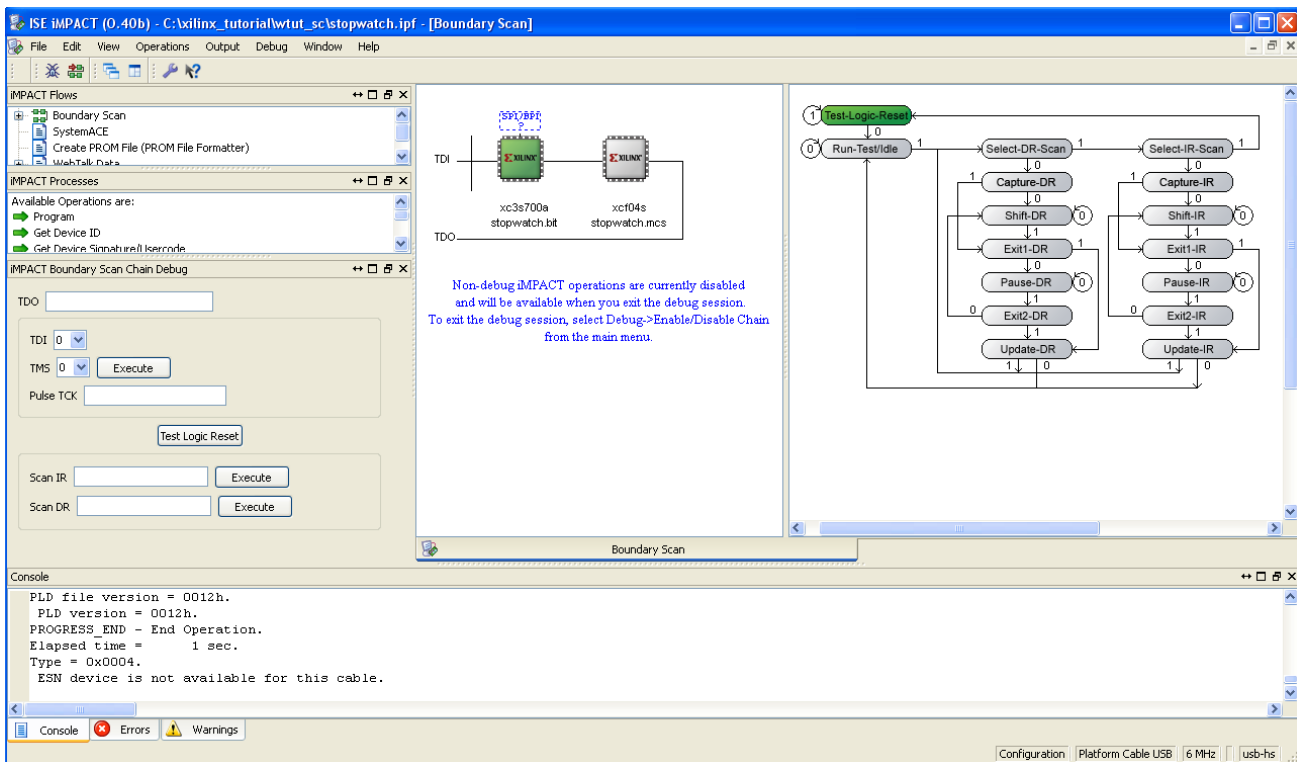 ISE iMPACT (O.40b) - C:\xilinx_tutorial\wtut_sc\stopwatch.ipf - [Boundary Scan]
File Edit View Operations Output Debug Window Help
iMPACT Flows
Boundary Scan
SystemACE
Create PROM File (PROM File Formatter)
WebTalk Data
iMPACT Processes
Available Operations are:
Program
Get Device ID
Get Device Signature/Usercode
iMPACT Boundary Scan Chain Debug
TDO
TDI 0
TMS 0 Execute
Pulse TCK
Test Logic Reset
Scan IR Execute
Scan DR Execute
SPI/BPI
?
TDI
XILINX XILINX
xc3s700a xcf04s
stopwatch.bit stopwatch.mcs
TDO
Non-debug iMPACT operations are currently disabled
and will be available when you exit the debug session.
To exit the debug session, select Debug->Enable/Disable Chain
from the main menu.
1 Test-Logic-Reset
0
0 Run-Test/Idle 1 Select-DR-Scan 1 Select-IR-Scan 1
0 0
1 Capture-DR 1 Capture-IR
0 0
Shift-DR 0 Shift-IR 0
1 1
Exit1-DR 1 Exit1-IR 1
0 0
Pause-DR 0 Pause-IR 0
1 1
0 Exit2-DR 0 Exit2-IR
1 1
Update-DR Update-IR
1 0 1 0
Boundary Scan
Console
PLD file version = 0012h.
PLD version = 0012h.
PROGRESS_END - End Operation.
Elapsed time = 1 sec.
Type = 0x0004.
ESN device is not available for this cable.
Console Errors Warnings
Configuration Platform Cable USB 6 MHz usb-hs